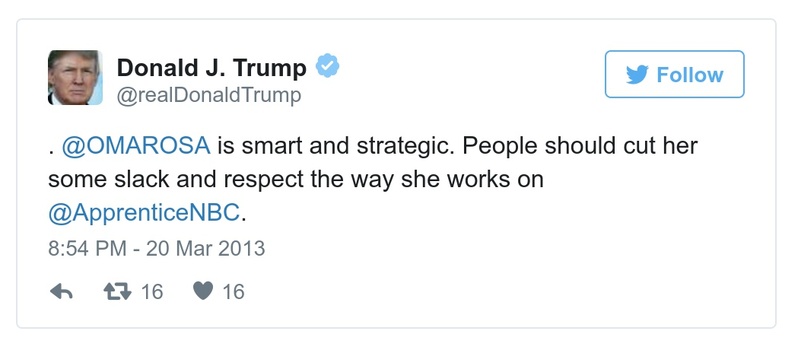 Donald J. Trump
@realDonaldTrump
Follow
. @OMAROSA is smart and strategic. People should cut her
some slack and respect the way she works on
@ApprenticeNBC.
8:54 PM - 20 Mar 2013
16 16